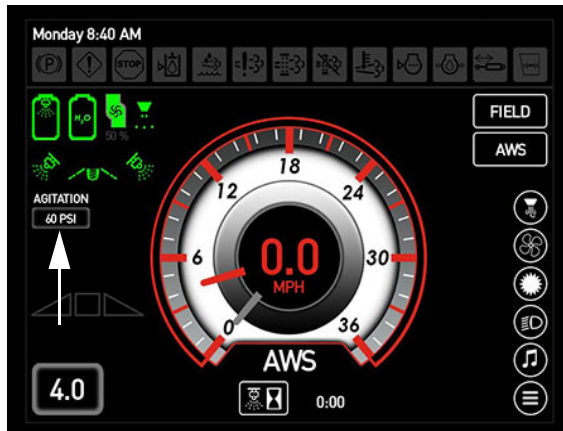 Monday 8:40 AM
(P)
STOP
H₂O
50 %
FIELD
AWS
AGITATION
60 PSI
18
12
24
6
30
0.0
MPH
0
36
AWS
4.0
0:00